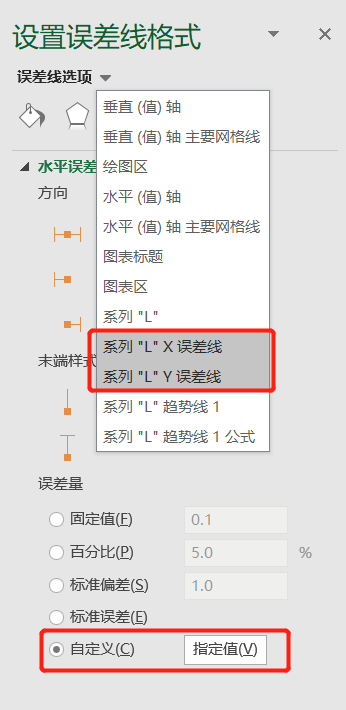 设置误差线格式
误差线选项
垂直 (值) 轴
垂直 (值) 轴 主要网格线
绘图区
水平 (值) 轴
水平 (值) 轴 主要网格线
图表标题
图表区
系列 "L"
系列 "L" X 误差线
系列 "L" Y 误差线
系列 "L" 趋势线 1
系列 "L" 趋势线 1 公式
水平误差
方向
末端样式
误差量
固定值(F) 0.1
百分比(P) 5.0 %
标准偏差(S) 1.0
标准误差(E)
自定义(C) 指定值(V)